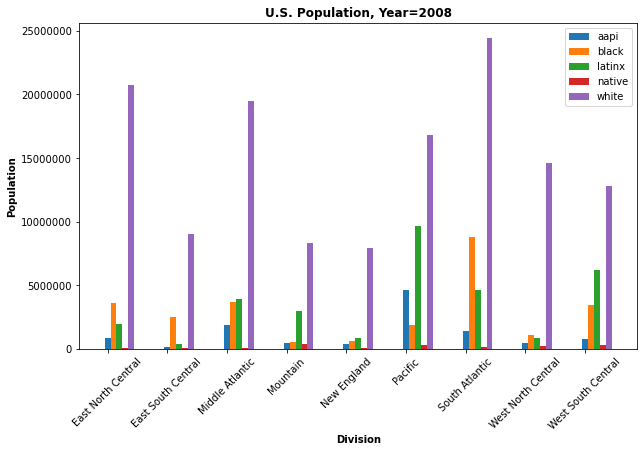 U.S. Population, Year=2008
25000000
20000000
15000000
10000000
5000000
0
Population
aapi
black
latinx
native
white
East North Central
East South Central
Middle Atlantic
Mountain
New England
Pacific
South Atlantic
West North Central
West South Central
Division